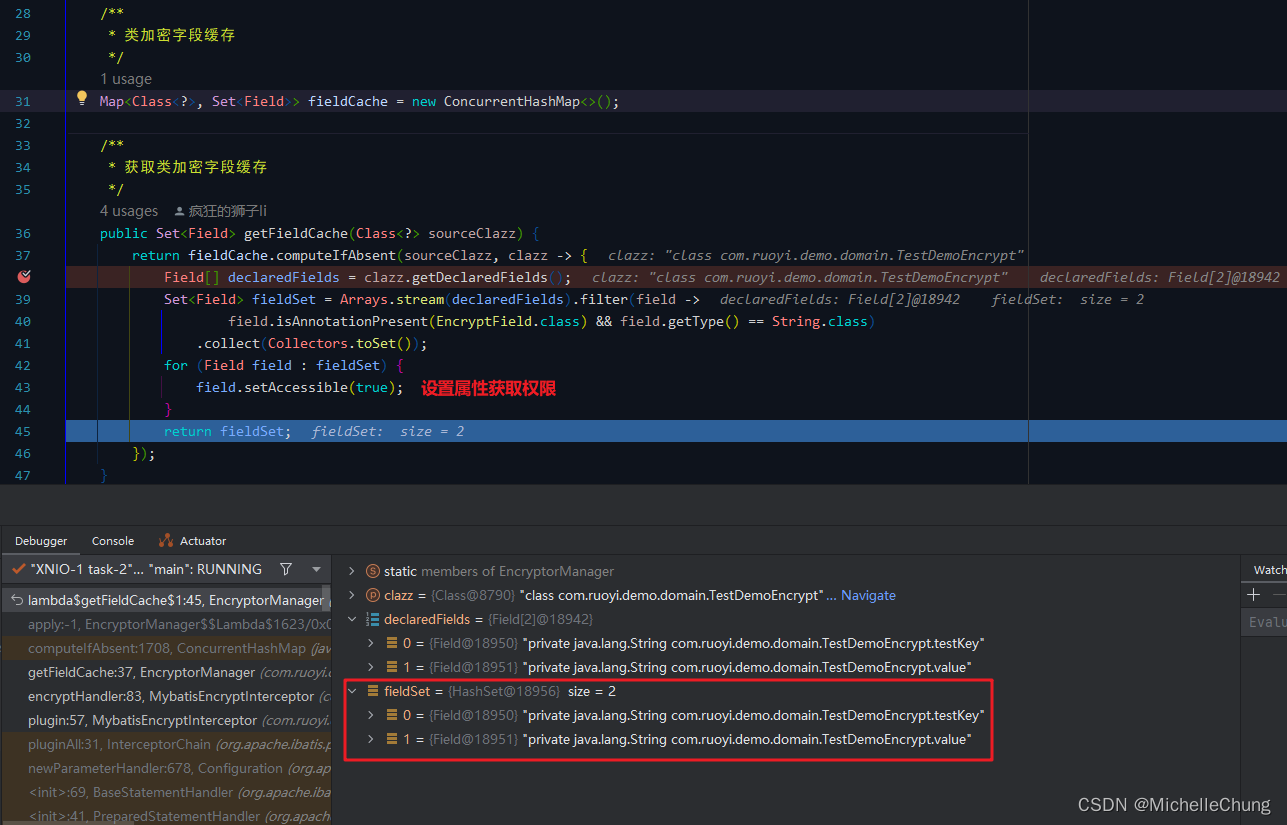 28 /**
29 * 类加密字段缓存
30 */
1 usage
31 Map<Class<?>, Set<Field>> fieldCache = new ConcurrentHashMap<>();
32
33 /**
34 * 获取类加密字段缓存
35 */
4 usages 疯狂的狮子li
36 public Set<Field> getFieldCache(Class<?> sourceClazz) {
37 return fieldCache.computeIfAbsent(sourceClazz, clazz -> { clazz: "class com.ruoyi.demo.domain.TestDemoEncrypt"
Field[] declaredFields = clazz.getDeclaredFields(); clazz: "class com.ruoyi.demo.domain.TestDemoEncrypt" declaredFields: Field[2]@18942
39 Set<Field> fieldSet = Arrays.stream(declaredFields).filter(field -> declaredFields: Field[2]@18942 fieldSet: size = 2
40 field.isAnnotationPresent(EncryptField.class) && field.getType() == String.class)
41 .collect(Collectors.toSet());
42 for (Field field : fieldSet) {
43 field.setAccessible(true); 设置属性获取权限
44 }
45 return fieldSet; fieldSet: size = 2
46 });
47 }
Debugger Console Actuator
"XNIO-1 task-2"... "main": RUNNING
lambda$getFieldCache$1:45, EncryptorManager
apply:-1, EncryptorManager$$Lambda$1623/0x0
computeIfAbsent:1708, ConcurrentHashMap (jav
getFieldCache:37, EncryptorManager (com.ruoyi.
encryptHandler:83, MybatisEncryptInterceptor (c
plugin:57, MybatisEncryptInterceptor (com.ruoyi.
pluginAll:31, InterceptorChain (org.apache.ibatis.p
newParameterHandler:678, Configuration (org.ap
<init>:69, BaseStatementHandler (org.apache.iba
<init>:41, PreparedStatementHandler (org.apach
static members of EncryptorManager
clazz = {Class@8790} "class com.ruoyi.demo.domain.TestDemoEncrypt" ... Navigate
declaredFields = {Field[2]@18942}
0 = {Field@18950} "private java.lang.String com.ruoyi.demo.domain.TestDemoEncrypt.testKey"
1 = {Field@18951} "private java.lang.String com.ruoyi.demo.domain.TestDemoEncrypt.value"
fieldSet = {HashSet@18956} size = 2
0 = {Field@18950} "private java.lang.String com.ruoyi.demo.domain.TestDemoEncrypt.testKey"
1 = {Field@18951} "private java.lang.String com.ruoyi.demo.domain.TestDemoEncrypt.value"
Watch
Evalu
CSDN @MichelleChung